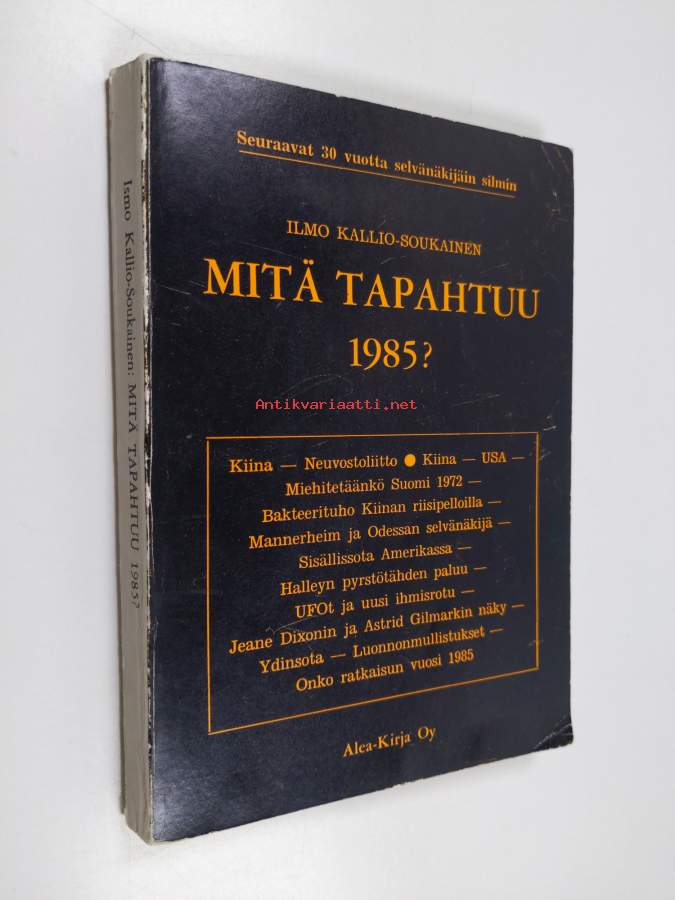 Ismo Kallio-Soukainen: MITÄ TAPAHTUU 1985?
Seuraavat 30 vuotta selvänäkijäin silmin
ILMO KALLIO-SOUKAINEN
MITÄ TAPAHTUU
1985?
Antikvariaatti.net
Kiina — Neuvostoliitto ● Kiina — USA —
Miehitetäänkö Suomi 1972 —
Bakteerituho Kiinan riisipelloilla —
Mannerheim ja Odessan selvänäkijä —
Sisällissota Amerikassa —
Halleyn pyrstötähden paluu —
UFOt ja uusi ihmisrotu —
Jeane Dixonin ja Astrid Gilmarkin näky —
Ydinsota — Luonnonmullistukset —
Onko ratkaisun vuosi 1985
Alea-Kirja Oy